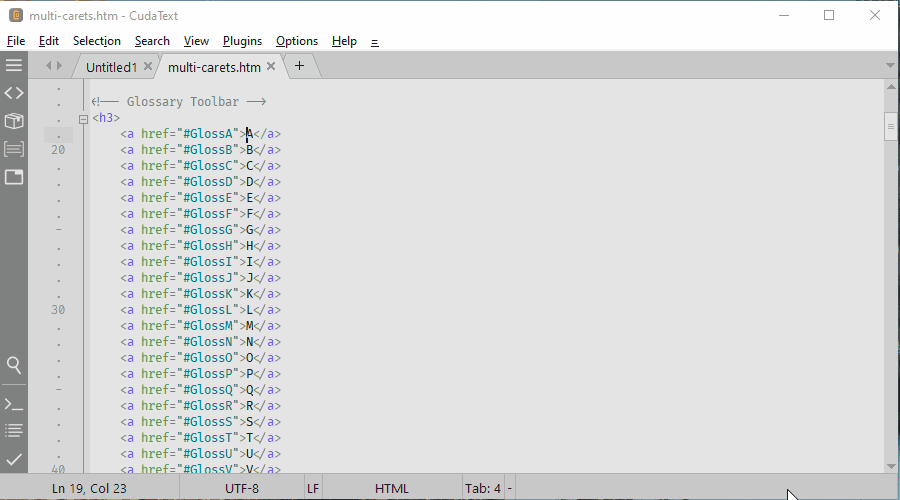 multi-carets.htm - CudaText
File Edit Selection Search View Plugins Options Help
Untitled1 multi-carets.htm +
<!-- Glossary Toolbar -->
<h3>
<a href="#GlossA">A</a>
20 <a href="#GlossB">B</a>
<a href="#GlossC">C</a>
<a href="#GlossD">D</a>
<a href="#GlossE">E</a>
<a href="#GlossF">F</a>
<a href="#GlossG">G</a>
<a href="#GlossH">H</a>
<a href="#GlossI">I</a>
<a href="#GlossJ">J</a>
<a href="#GlossK">K</a>
30 <a href="#GlossL">L</a>
<a href="#GlossM">M</a>
<a href="#GlossN">N</a>
<a href="#GlossO">O</a>
<a href="#GlossP">P</a>
<a href="#GlossQ">Q</a>
<a href="#GlossR">R</a>
<a href="#GlossS">S</a>
<a href="#GlossT">T</a>
<a href="#GlossU">U</a>
40 <a href="#GlossV">V</a>
Ln 19, Col 23 UTF-8 LF HTML Tab: 4 -